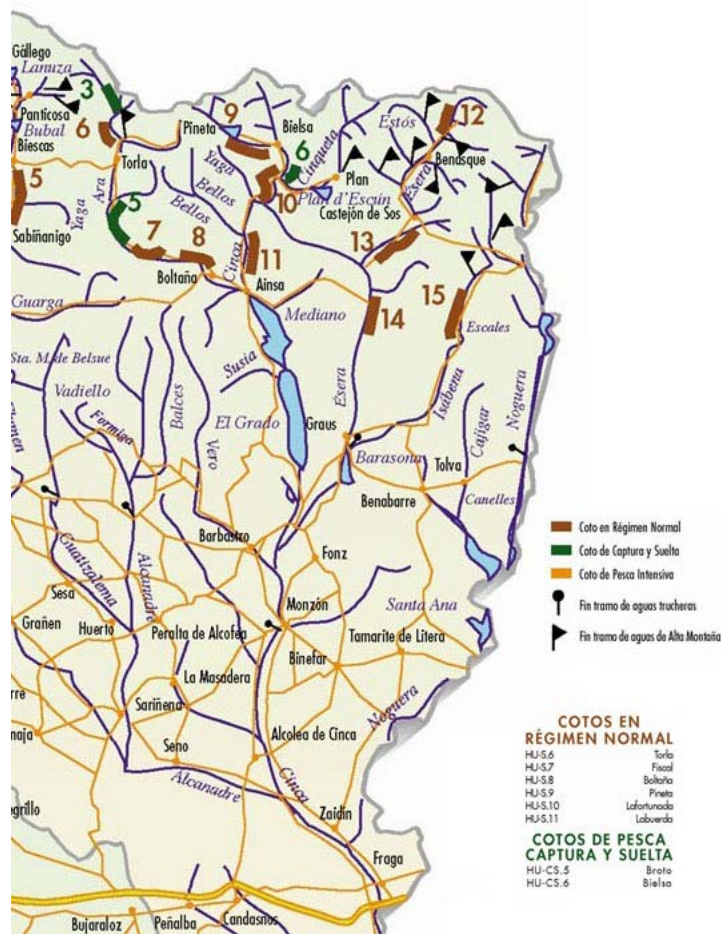 Gállego
Lanuza
3
Panticosa
Bubal
Biescas
6
Torla
Pineta
9
Bielsa
6
Cinqueta
Estós
12
Benasque
Plan
Plan d'Escún
Ésera
Castejón de Sos
Yaga
Bellos
Bellos
10
5
Yaga
Sabiñanigo
Ara
5
7
8
Boltaña
Cinca
11
13
Ainsa
Guarga
Mediano
14
15
Escales
Sta. M. de Belsué
Vadiello
Formiga
Balces
Susia
Vero
El Grado
Ésera
Graus
Isábena
Cajigar
Noguera
Barasona
Tolva
Benabarre
Canelles
Barbastro
Fonz
Guatizalema
Alcanadre
Sesa
Grañen
Huerto
Peralta de Alcofea
Monzón
Santa Ana
Tamarite de Litera
Binefar
La Masadera
Sariñena
Noguera
Seno
Alcolea de Cinca
Alcanadre
Cinca
Zaidín
Fraga
Bujaraloz
Peñalba
Candasnos
Coto en Régimen Normal
Coto de Captura y Suelta
Coto de Pesca Intensiva
Fin tramo de aguas trucheras
Fin tramo de aguas de Alta Montaña
COTOS EN
RÉGIMEN NORMAL
HU-S.6 Torla
HU-S.7 Fiscal
HU-S.8 Boltaña
HU-S.9 Pineta
HU-S.10 Lafortunada
HU-S.11 Labuerda
COTOS DE PESCA
CAPTURA Y SUELTA
HU-CS.5 Broto
HU-CS.6 Bielsa